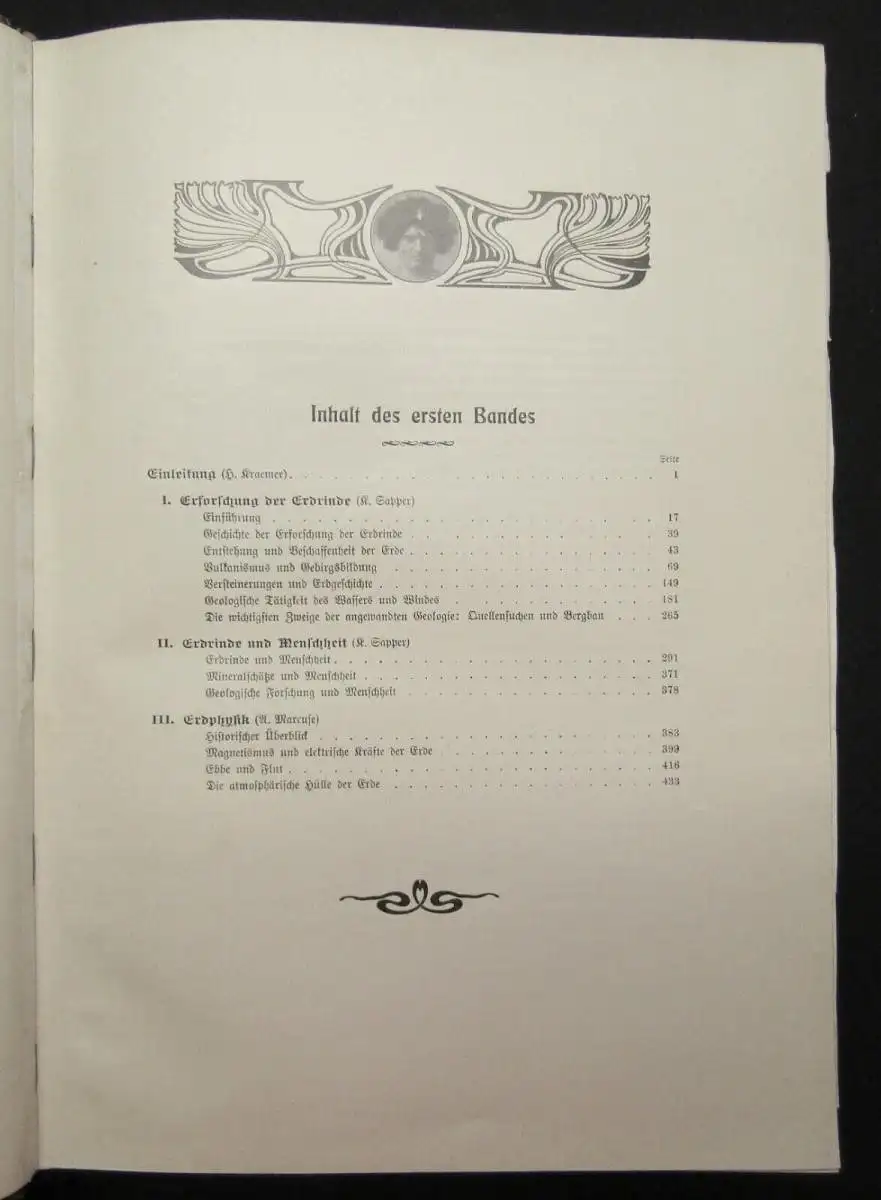 Inhalt des ersten Bandes
Seite
Einleitung (H. Kraemer). . . . . . . . . . . . . . . . . . . . 1
I. Erforschung der Erdrinde (K. Sapper)
Einführung . . . . . . . . . . . . . . . . . . . . 17
Geschichte der Erforschung der Erdrinde . . . . . . . . . . . . . 39
Entstehung und Beschaffenheit der Erde . . . . . . . . . . . . . . 43
Vulkanismus und Gebirgsbildung . . . . . . . . . . . . . . . 69
Versteinerungen und Erdgeschichte . . . . . . . . . . . . . . . . 149
Geologische Tätigkeit des Wassers und Windes . . . . . . . . . . . 181
Die wichtigsten Zweige der angewandten Geologie: Quellensuchen und Bergbau . . . 265
II. Erdrinde und Menschheit (K. Sapper)
Erdrinde und Menschheit . . . . . . . . . . . . . . . . . . 291
Mineralschätze und Menschheit . . . . . . . . . . . . . . . . . 371
Geologische Forschung und Menschheit . . . . . . . . . . . . . . 378
III. Erdphysik (A. Marcuse)
Historischer Überblick . . . . . . . . . . . . . . . . . . 383
Magnetismus und elektrische Kräfte der Erde . . . . . . . . . . . 399
Ebbe und Flut . . . . . . . . . . . . . . . . . . . . 416
Die atmosphärische Hülle der Erde . . . . . . . . . . . . . . . 433